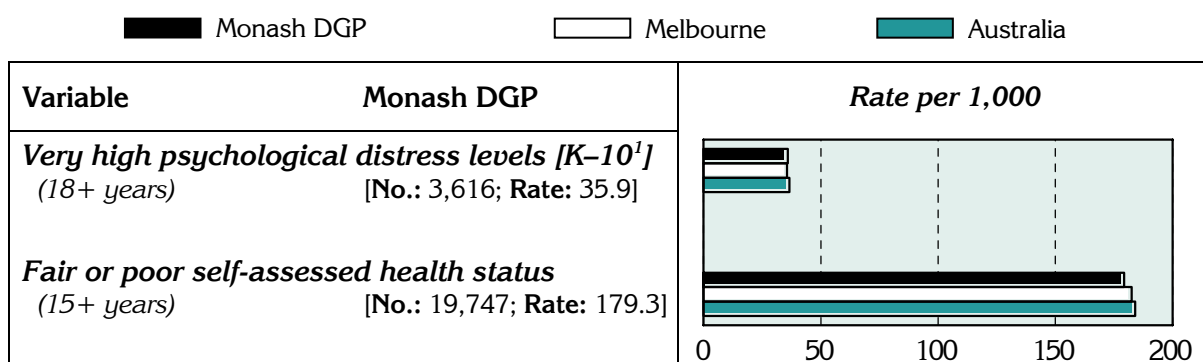 Monash DGP Melbourne Australia
Variable Monash DGP Rate per 1,000
Very high psychological distress levels [K–10¹]
(18+ years) [No.: 3,616; Rate: 35.9]
Fair or poor self-assessed health status
(15+ years) [No.: 19,747; Rate: 179.3]
0 50 100 150 200